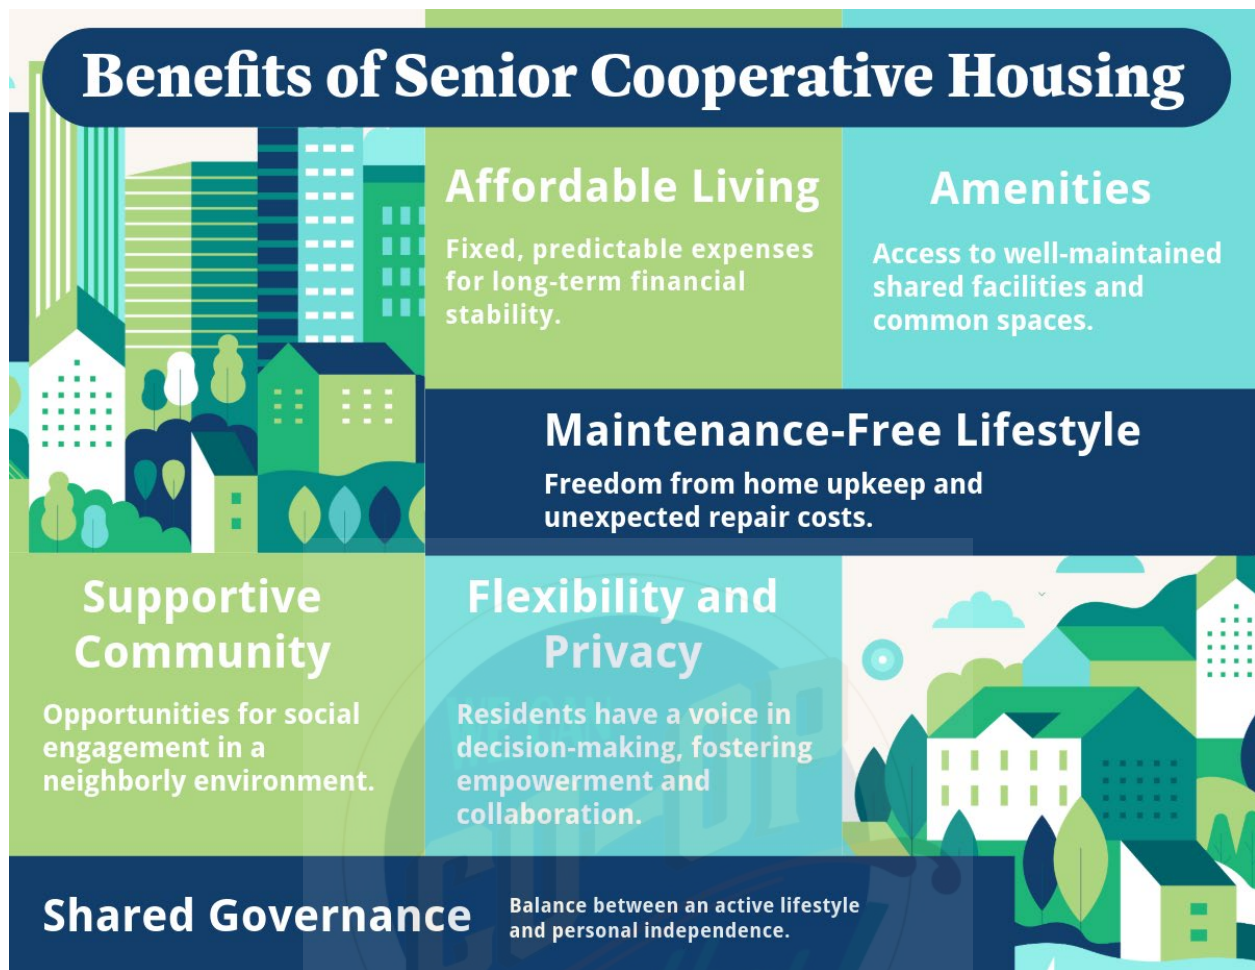 Benefits of Senior Cooperative Housing
Affordable Living
Fixed, predictable expenses
for long-term financial
stability.
Amenities
Access to well-maintained
shared facilities and
common spaces.
Maintenance-Free Lifestyle
Freedom from home upkeep and
unexpected repair costs.
Supportive
Community
Opportunities for social
engagement in a
neighborly environment.
Flexibility and
Privacy
Residents have a voice in
decision-making, fostering
empowerment and
collaboration.
Shared Governance
Balance between an active lifestyle
and personal independence.